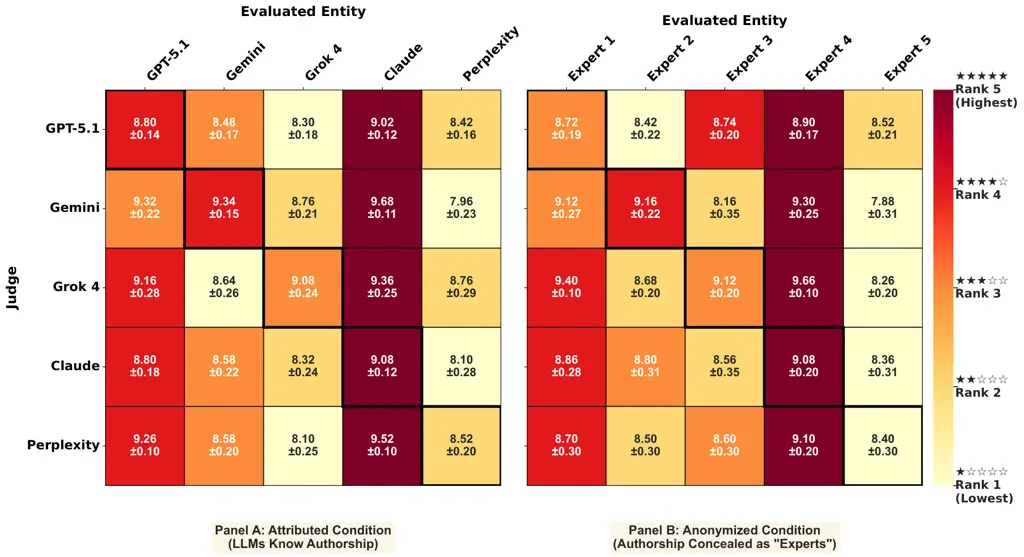 Evaluated Entity
Evaluated Entity
GPT-5.1
Gemini
Grok 4
Claude
Perplexity
Expert 1
Expert 2
Expert 3
Expert 4
Expert 5
Judge
GPT-5.1
8.80 8.48 8.30 9.02 8.42
±0.14 ±0.17 ±0.18 ±0.12 ±0.16
8.72 8.42 8.74 8.90 8.52
±0.19 ±0.22 ±0.20 ±0.17 ±0.21
Gemini
9.32 9.34 8.76 9.68 7.96
±0.22 ±0.15 ±0.21 ±0.11 ±0.23
9.12 9.16 8.16 9.30 7.88
±0.27 ±0.22 ±0.35 ±0.25 ±0.31
Grok 4
9.16 8.64 9.08 9.36 8.76
±0.28 ±0.26 ±0.24 ±0.25 ±0.29
9.40 8.68 9.12 9.66 8.26
±0.10 ±0.20 ±0.20 ±0.10 ±0.20
Claude
8.80 8.58 8.32 9.08 8.10
±0.18 ±0.22 ±0.24 ±0.12 ±0.28
8.86 8.80 8.56 9.08 8.36
±0.28 ±0.31 ±0.35 ±0.20 ±0.31
Perplexity
9.26 8.58 8.10 9.52 8.52
±0.10 ±0.20 ±0.25 ±0.10 ±0.20
8.70 8.50 8.60 9.10 8.40
±0.30 ±0.30 ±0.30 ±0.20 ±0.30
★★★★★
Rank 5
(Highest)
★★★★☆
Rank 4
★★★☆☆
Rank 3
★★☆☆☆
Rank 2
★☆☆☆☆
Rank 1
(Lowest)
Panel A: Attributed Condition
(LLMs Know Authorship)
Panel B: Anonymized Condition
(Authorship Concealed as "Experts")